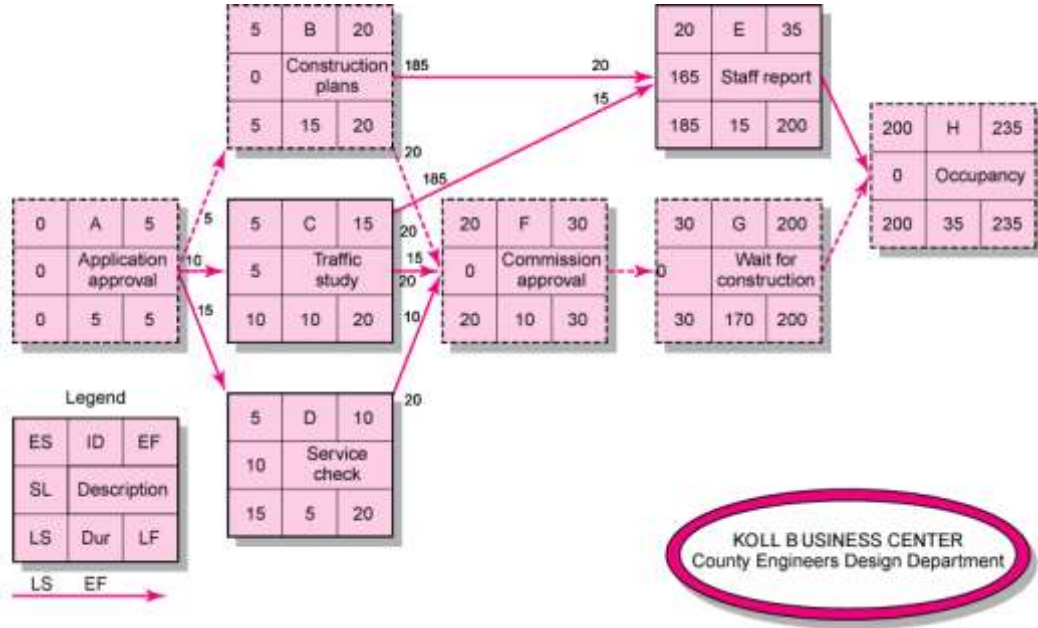 5 B 20
0 Construction plans
5 15 20
20 E 35
165 Staff report
185 15 200
185
20
15
20
185
200 H 235
0 Occupancy
200 35 235
0 A 5
0 Application approval
0 5 5
5
10
15
5 C 15
5 Traffic study
10 10 20
20
15
20
10
20 F 30
0 Commission approval
20 10 30
30 G 200
0 Wait for construction
30 170 200
5 D 10
10 Service check
15 5 20
20
Legend
ES ID EF
SL Description
LS Dur LF
LS EF
KOLL BUSINESS CENTER
County Engineers Design Department